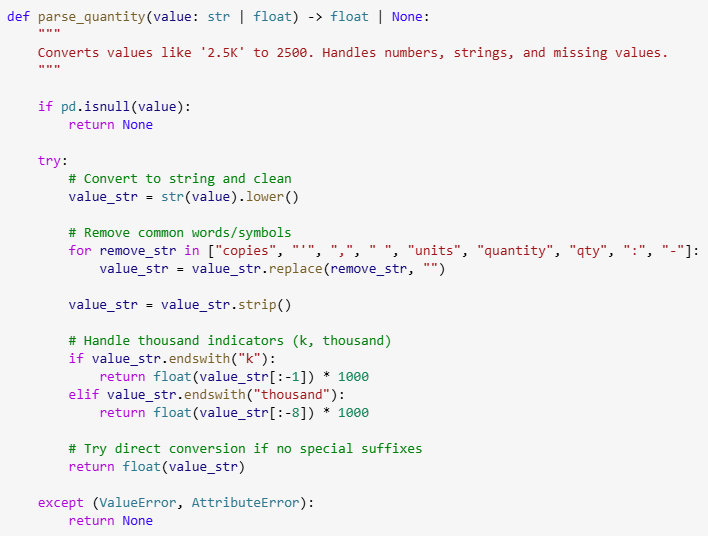 def parse_quantity(value: str | float) -> float | None:
    """
    Converts values like '2.5K' to 2500. Handles numbers, strings, and missing values.
    """

    if pd.isnull(value):
        return None

    try:
        # Convert to string and clean
        value_str = str(value).lower()

        # Remove common words/symbols
        for remove_str in ["copies", "'", ",", " ", "units", "quantity", "qty", ":", "-"]:
            value_str = value_str.replace(remove_str, "")

        value_str = value_str.strip()

        # Handle thousand indicators (k, thousand)
        if value_str.endswith("k"):
            return float(value_str[:-1]) * 1000
        elif value_str.endswith("thousand"):
            return float(value_str[:-8]) * 1000

        # Try direct conversion if no special suffixes
        return float(value_str)

    except (ValueError, AttributeError):
        return None